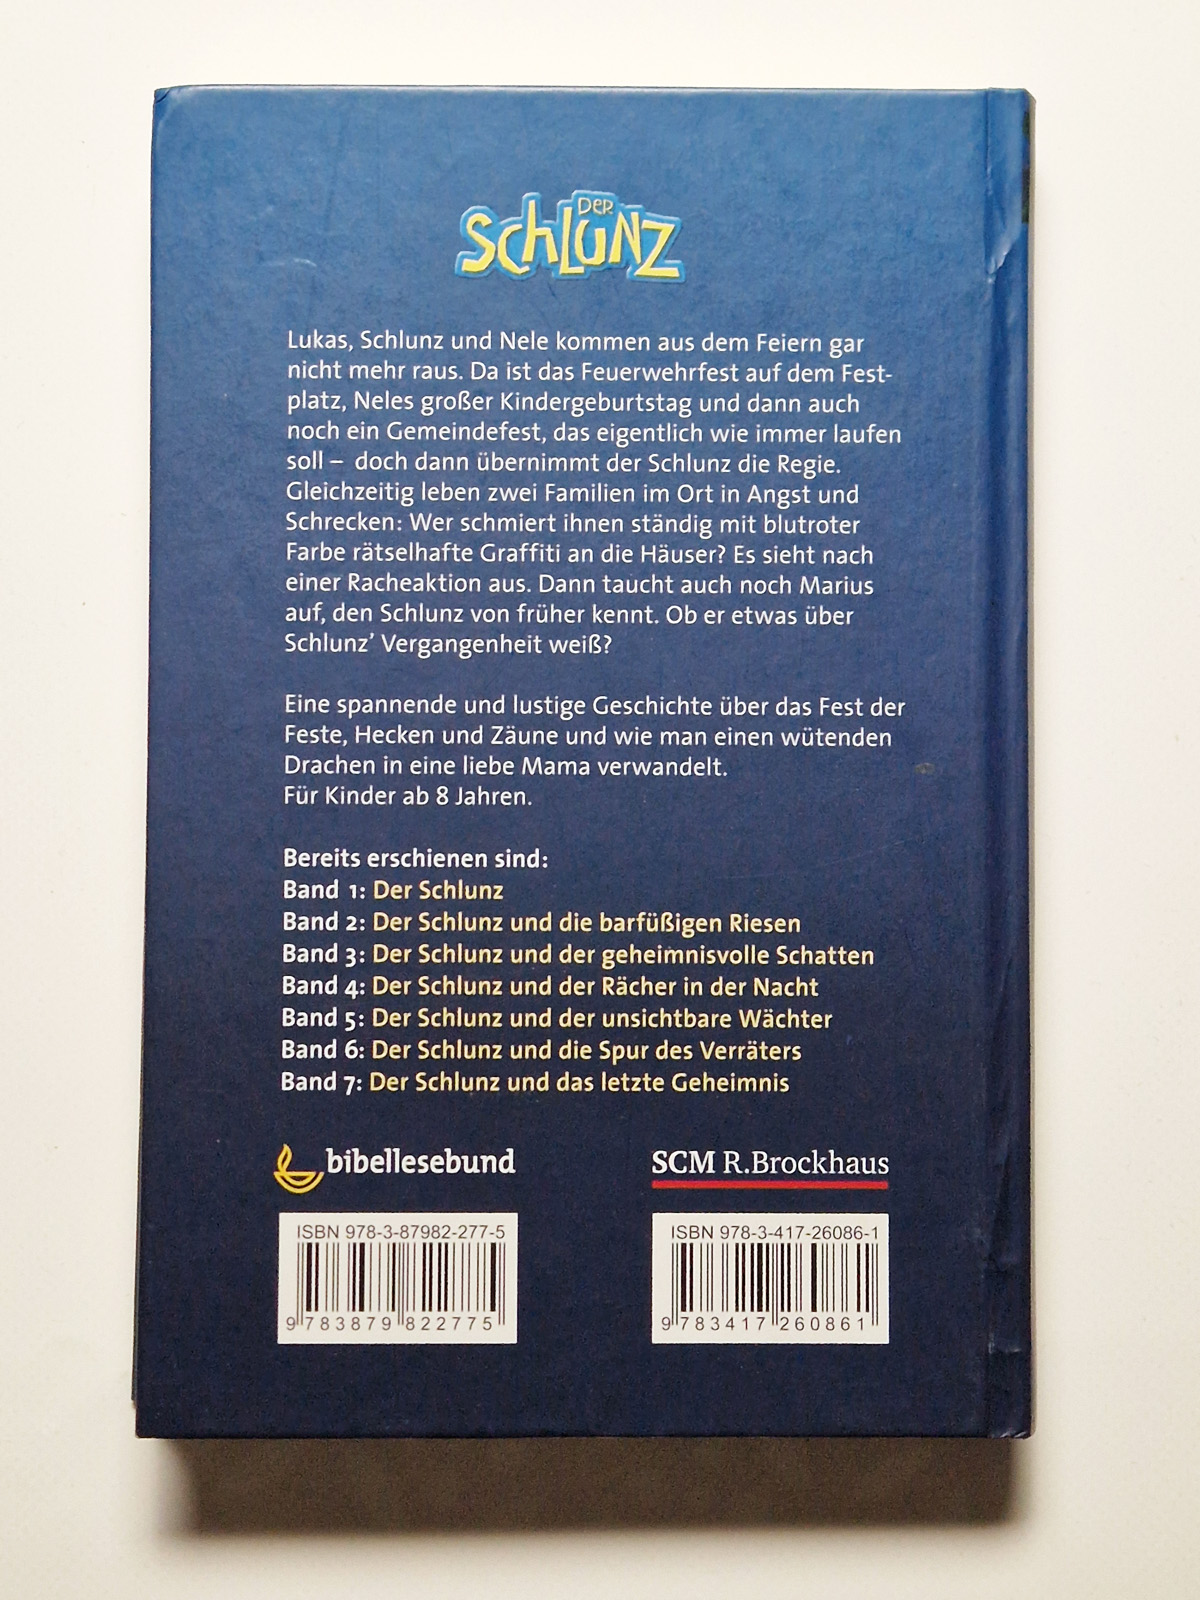 DER
SCHLUNZ
Lukas, Schlunz und Nele kommen aus dem Feiern gar
nicht mehr raus. Da ist das Feuerwehrfest auf dem Fest-
platz, Neles großer Kindergeburtstag und dann auch
noch ein Gemeindefest, das eigentlich wie immer laufen
soll – doch dann übernimmt der Schlunz die Regie.
Gleichzeitig leben zwei Familien im Ort in Angst und
Schrecken: Wer schmiert ihnen ständig mit blutroter
Farbe rätselhafte Graffiti an die Häuser? Es sieht nach
einer Racheaktion aus. Dann taucht auch noch Marius
auf, den Schlunz von früher kennt. Ob er etwas über
Schlunz’ Vergangenheit weiß?
Eine spannende und lustige Geschichte über das Fest der
Feste, Hecken und Zäune und wie man einen wütenden
Drachen in eine liebe Mama verwandelt.
Für Kinder ab 8 Jahren.
Bereits erschienen sind:
Band 1: Der Schlunz
Band 2: Der Schlunz und die barfüßigen Riesen
Band 3: Der Schlunz und der geheimnisvolle Schatten
Band 4: Der Schlunz und der Rächer in der Nacht
Band 5: Der Schlunz und der unsichtbare Wächter
Band 6: Der Schlunz und die Spur des Verräters
Band 7: Der Schlunz und das letzte Geheimnis
bibellesebund
ISBN 978-3-87982-277-5
9 783879 822775
SCM R.Brockhaus
ISBN 978-3-417-26086-1
9 783417 260861